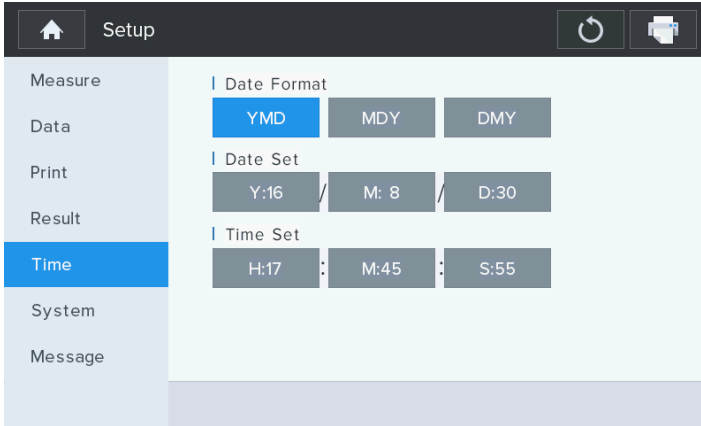 Setup
Measure
Data
Print
Result
Time
System
Message
Date Format
YMD MDY DMY
Date Set
Y:16 / M: 8 / D:30
Time Set
H:17 : M:45 : S:55